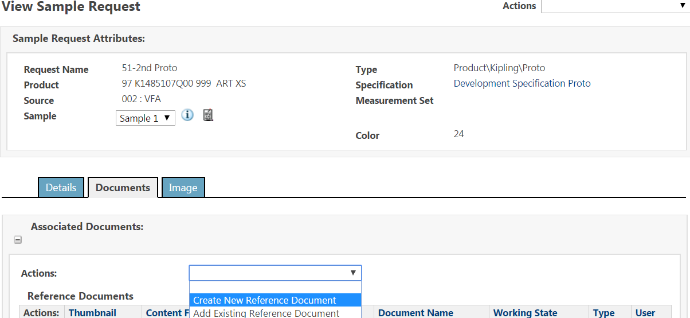 View Sample Request
Actions
Sample Request Attributes:
Request Name 51-2nd Proto Type Product\Kipling\Proto
Product 97 K1485107Q00 999 ART XS Specification Development Specification Proto
Source 002 : VFA Measurement Set
Sample Sample 1
Color 24
Details Documents Image
Associated Documents:
Actions:
Create New Reference Document
Reference Documents
Add Existing Reference Document
Actions: Thumbnail Content F Document Name Working State Type User